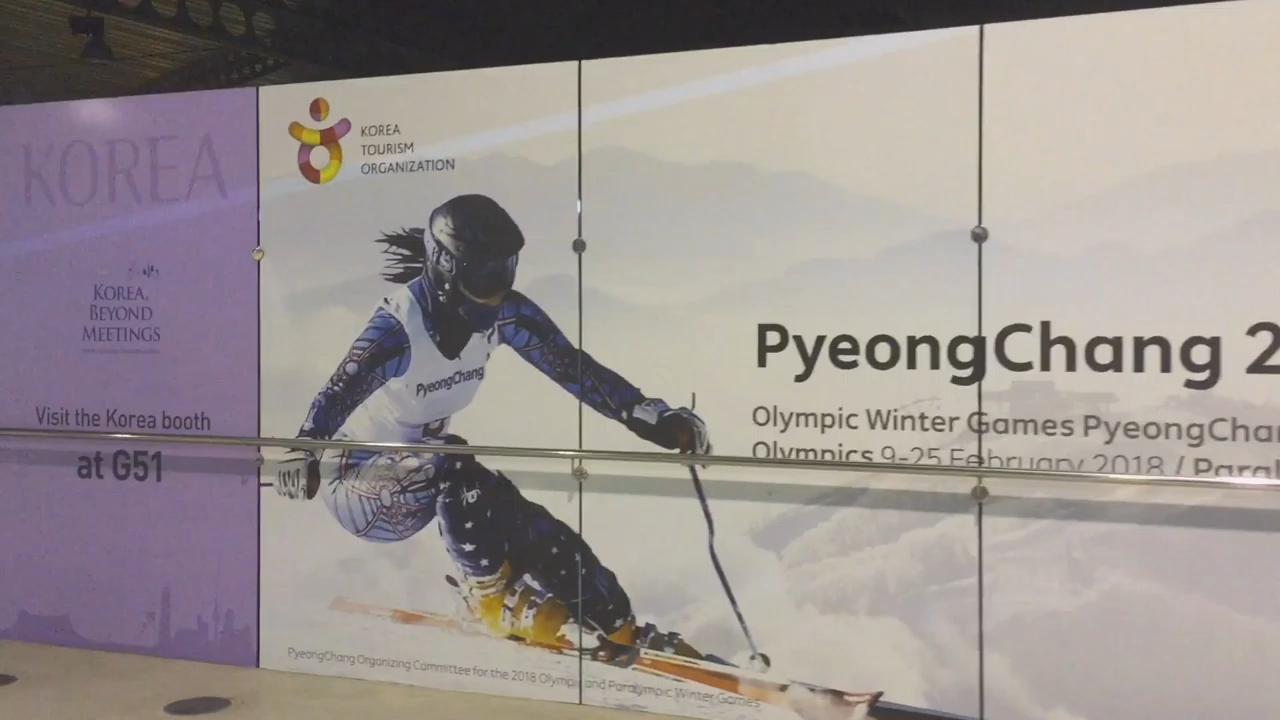 KOREA
KOREA,
BEYOND
MEETINGS
Visit the Korea booth
at G51
KOREA
TOURISM
ORGANIZATION
PyeongChang
PyeongChang 2
Olympic Winter Games PyeongChan
Olympics 9-25 February 2018 / Paral
PyeongChang Organizing Committee for the 2018 Olympic and Paralympic Winter Games